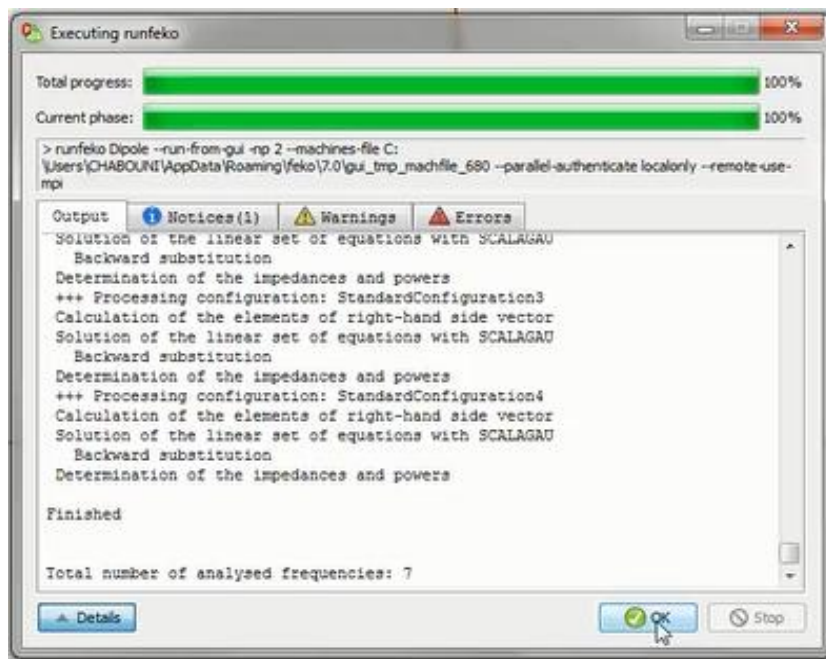 Executing runfeko
Total progress: 100%
Current phase: 100%
> runfeko Dipole --run-from-gui -np 2 --machines-file C:
\Users\CHABOUNI\AppData\Roaming\feko\7.0\gui_tmp_machfile_680 --parallel-authenticate localonly --remote-use-
mpi
Output Notices(1) Warnings Errors
Solution of the linear set of equations with SCALAGAU
Backward substitution
Determination of the impedances and powers
+++ Processing configuration: StandardConfiguration3
Calculation of the elements of right-hand side vector
Solution of the linear set of equations with SCALAGAU
Backward substitution
Determination of the impedances and powers
+++ Processing configuration: StandardConfiguration4
Calculation of the elements of right-hand side vector
Solution of the linear set of equations with SCALAGAU
Backward substitution
Determination of the impedances and powers
Finished
Total number of analysed frequencies: 7
Details OK Stop